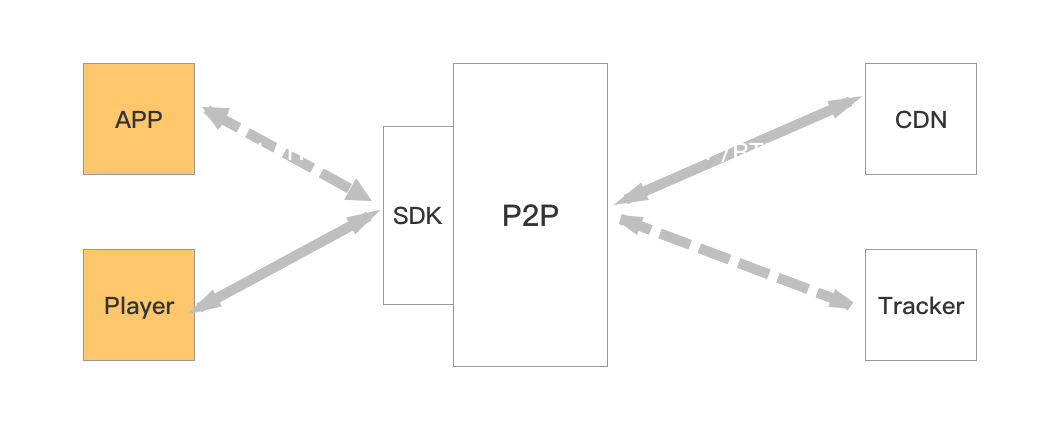 APP
CDN
SDK
P2P
Player
Tracker